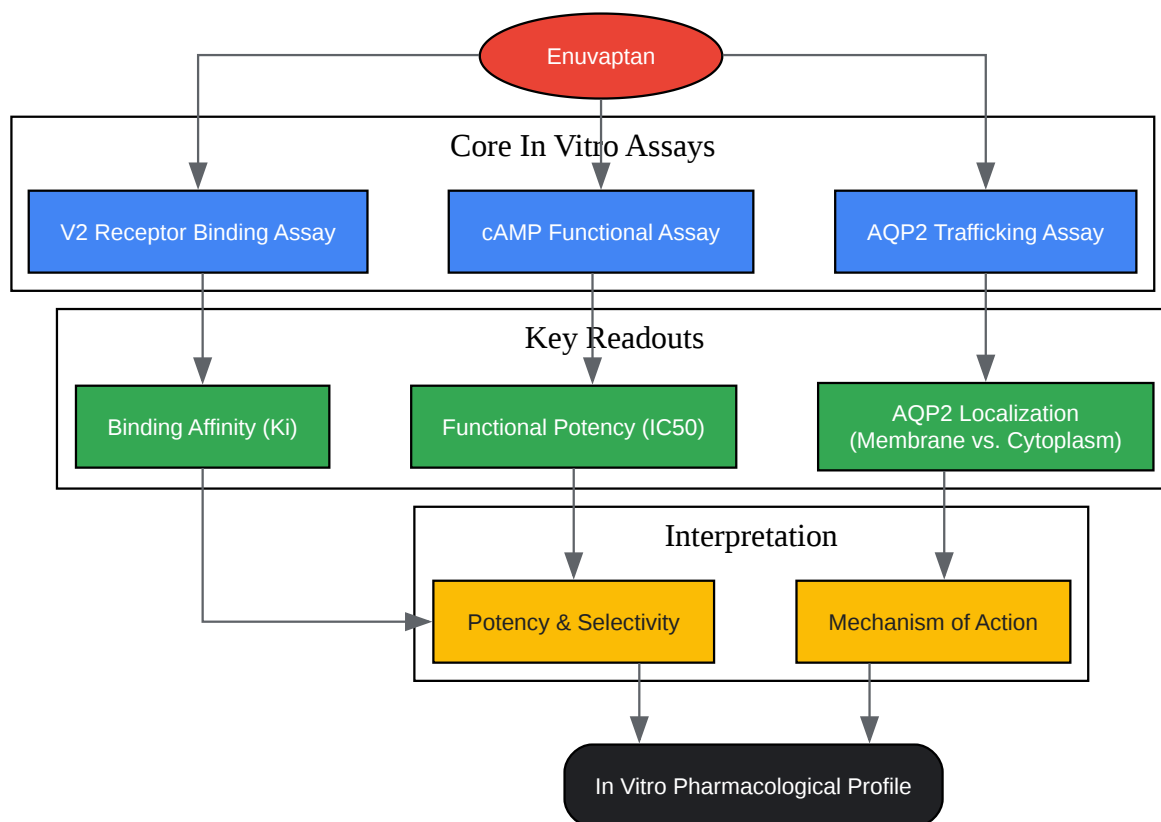 Enuvaptan
Core In Vitro Assays
V2 Receptor Binding Assay
cAMP Functional Assay
AQP2 Trafficking Assay
Key Readouts
Binding Affinity (Ki)
Functional Potency (IC50)
AQP2 Localization
(Membrane vs. Cytoplasm)
Interpretation
Potency & Selectivity
Mechanism of Action
In Vitro Pharmacological Profile